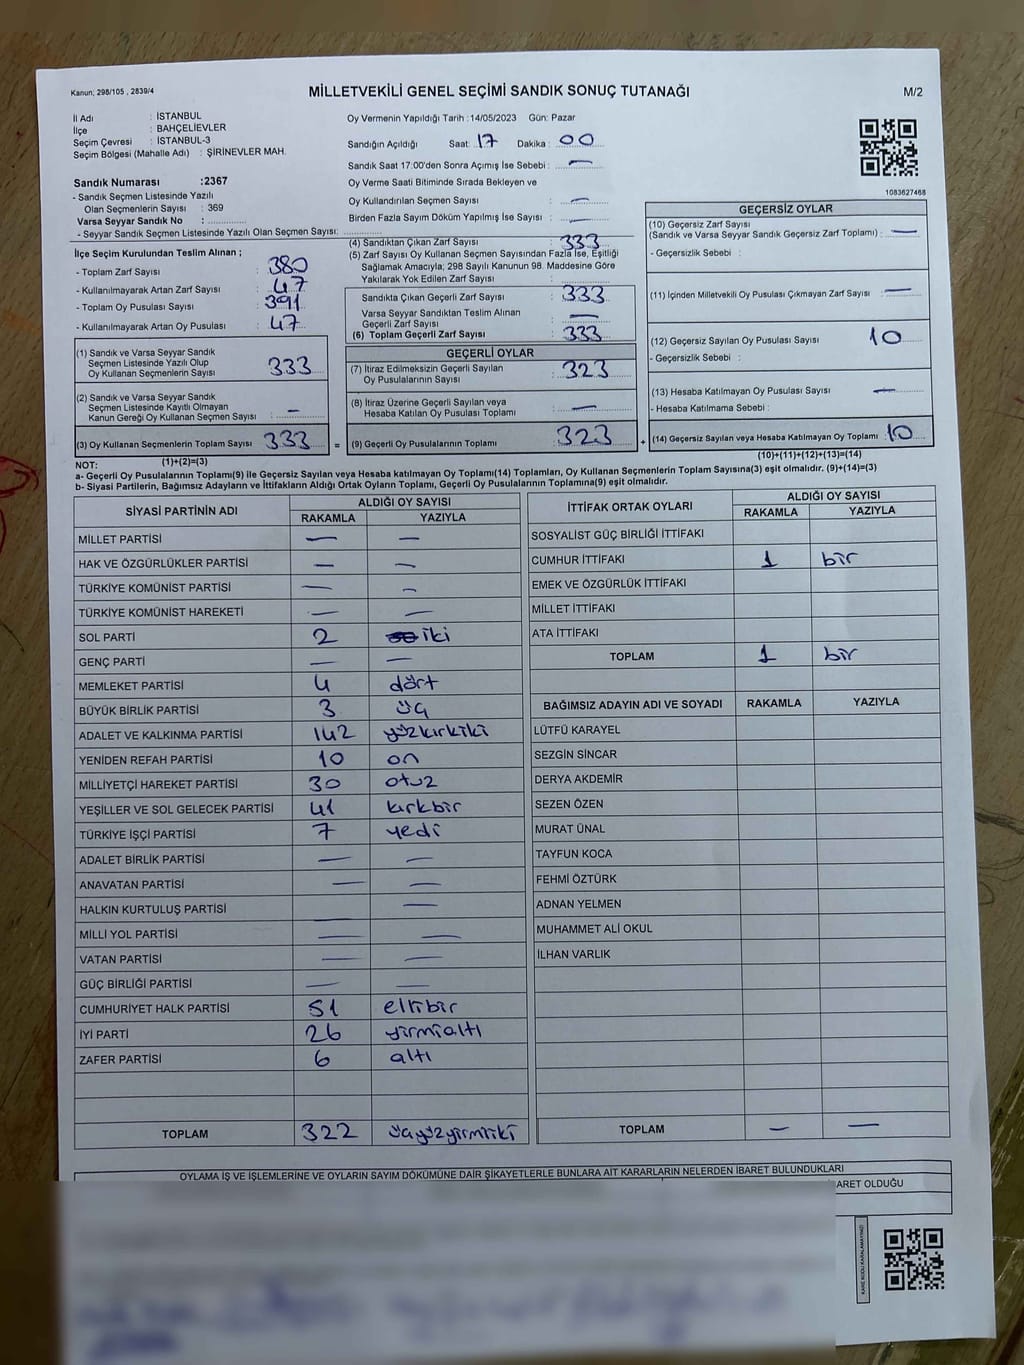 Kanun; 298/105 , 2839/4
MİLLETVEKİLİ GENEL SEÇİMİ SANDIK SONUÇ TUTANAĞI
M/2
İl Adı : İSTANBUL
İlçe : BAHÇELİEVLER
Seçim Çevresi : İSTANBUL-3
Seçim Bölgesi (Mahalle Adı) : ŞİRİNEVLER MAH.
Sandık Numarası :2367
- Sandık Seçmen Listesinde Yazılı
Olan Seçmenlerin Sayısı : 369
Varsa Seyyar Sandık No :
- Seyyar Sandık Seçmen Listesinde Yazılı Olan Seçmen Sayısı:
Oy Vermenin Yapıldığı Tarih :14/05/2023 Gün: Pazar
Sandığın Açıldığı Saat: 17 Dakika : 00
Sandık Saat 17:00'den Sonra Açımış İse Sebebi : —
Oy Verme Saati Bitiminde Sırada Bekleyen ve
Oy Kullandırılan Seçmen Sayısı : —
Birden Fazla Sayım Döküm Yapılmış İse Sayısı : —
1083627468
İlçe Seçim Kurulundan Teslim Alınan ;
- Toplam Zarf Sayısı : 380
- Kullanılmayarak Artan Zarf Sayısı : 47
- Toplam Oy Pusulası Sayısı : 391
- Kullanılmayarak Artan Oy Pusulası : 47
(1) Sandık ve Varsa Seyyar Sandık
Seçmen Listesinde Yazılı Olup
Oy Kullanan Seçmenlerin Sayısı : 333
(2) Sandık ve Varsa Seyyar Sandık
Seçmen Listesinde Kayıtlı Olmayan
Kanun Gereği Oy Kullanan Seçmen Sayısı : —
(3) Oy Kullanan Seçmenlerin Toplam Sayısı : 333 =
(1)+(2)=(3)
(4) Sandıktan Çıkan Zarf Sayısı : 333
(5) Zarf Sayısı Oy Kullanan Seçmen Sayısından Fazla İse, Eşitliği
Sağlamak Amacıyla; 298 Sayılı Kanunun 98. Maddesine Göre
Yakılarak Yok Edilen Zarf Sayısı :
Sandıkta Çıkan Geçerli Zarf Sayısı : 333
Varsa Seyyar Sandıktan Teslim Alınan
Geçerli Zarf Sayısı : —
(6) Toplam Geçerli Zarf Sayısı : 333
GEÇERLİ OYLAR
(7) İtiraz Edilmeksizin Geçerli Sayılan
Oy Pusulalarının Sayısı : 323
(8) İtiraz Üzerine Geçerli Sayılan veya
Hesaba Katılan Oy Pusulası Toplamı : —
(9) Geçerli Oy Pusulalarının Toplamı : 323 +
GEÇERSİZ OYLAR
(10) Geçersiz Zarf Sayısı
(Sandık ve Varsa Seyyar Sandık Geçersiz Zarf Toplamı) : —
- Geçersizlik Sebebi :
(11) İçinden Milletvekili Oy Pusulası Çıkmayan Zarf Sayısı : —
(12) Geçersiz Sayılan Oy Pusulası Sayısı : 10
- Geçersizlik Sebebi :
(13) Hesaba Katılmayan Oy Pusulası Sayısı : —
- Hesaba Katılmama Sebebi :
(14) Geçersiz Sayılan veya Hesaba Katılmayan Oy Toplamı : 10
(10)+(11)+(12)+(13)=(14)
NOT:
a- Geçerli Oy Pusulalarının Toplamı(9) ile Geçersiz Sayılan veya Hesaba katılmayan Oy Toplamı(14) Toplamları, Oy Kullanan Seçmenlerin Toplam Sayısına(3) eşit olmalıdır. (9)+(14)=(3)
b- Siyasi Partilerin, Bağımsız Adayların ve İttifakların Aldığı Ortak Oyların Toplamı, Geçerli Oy Pusulalarının Toplamına(9) eşit olmalıdır.
SİYASİ PARTİNİN ADI ALDIĞI OY SAYISI
RAKAMLA YAZIYLA
MİLLET PARTİSİ — —
HAK VE ÖZGÜRLÜKLER PARTİSİ — —
TÜRKİYE KOMÜNİST PARTİSİ — —
TÜRKİYE KOMÜNİST HAREKETİ — —
SOL PARTİ 2 iki
GENÇ PARTİ — —
MEMLEKET PARTİSİ 4 dört
BÜYÜK BİRLİK PARTİSİ 3 üç
ADALET VE KALKINMA PARTİSİ 142 yüzkırkiki
YENİDEN REFAH PARTİSİ 10 on
MİLLİYETÇİ HAREKET PARTİSİ 30 otuz
YEŞİLLER VE SOL GELECEK PARTİSİ 41 kırkbir
TÜRKİYE İŞÇİ PARTİSİ 7 yedi
ADALET BİRLİK PARTİSİ — —
ANAVATAN PARTİSİ — —
HALKIN KURTULUŞ PARTİSİ — —
MİLLİ YOL PARTİSİ — —
VATAN PARTİSİ — —
GÜÇ BİRLİĞİ PARTİSİ — —
CUMHURİYET HALK PARTİSİ 51 ellibir
İYİ PARTİ 26 yirmialtı
ZAFER PARTİSİ 6 altı
TOPLAM 322 üçyüzyirmiiki
İTTİFAK ORTAK OYLARI ALDIĞI OY SAYISI
RAKAMLA YAZIYLA
SOSYALİST GÜÇ BİRLİĞİ İTTİFAKI
CUMHUR İTTİFAKI 1 bir
EMEK VE ÖZGÜRLÜK İTTİFAKI
MİLLET İTTİFAKI
ATA İTTİFAKI
TOPLAM 1 bir
BAĞIMSIZ ADAYIN ADI VE SOYADI RAKAMLA YAZIYLA
LÜTFÜ KARAYEL
SEZGİN SİNCAR
DERYA AKDEMİR
SEZEN ÖZEN
MURAT ÜNAL
TAYFUN KOCA
FEHMİ ÖZTÜRK
ADNAN YELMEN
MUHAMMET ALİ OKUL
İLHAN VARLIK
TOPLAM — —
OYLAMA İŞ VE İŞLEMLERİNE VE OYLARIN SAYIM DÖKÜMÜNE DAİR ŞİKAYETLERLE BUNLARA AİT KARARLARIN NELERDEN İBARET BULUNDUKLARI
ARET OLDUĞU
KARE KODU KARALAMAYINIZ!